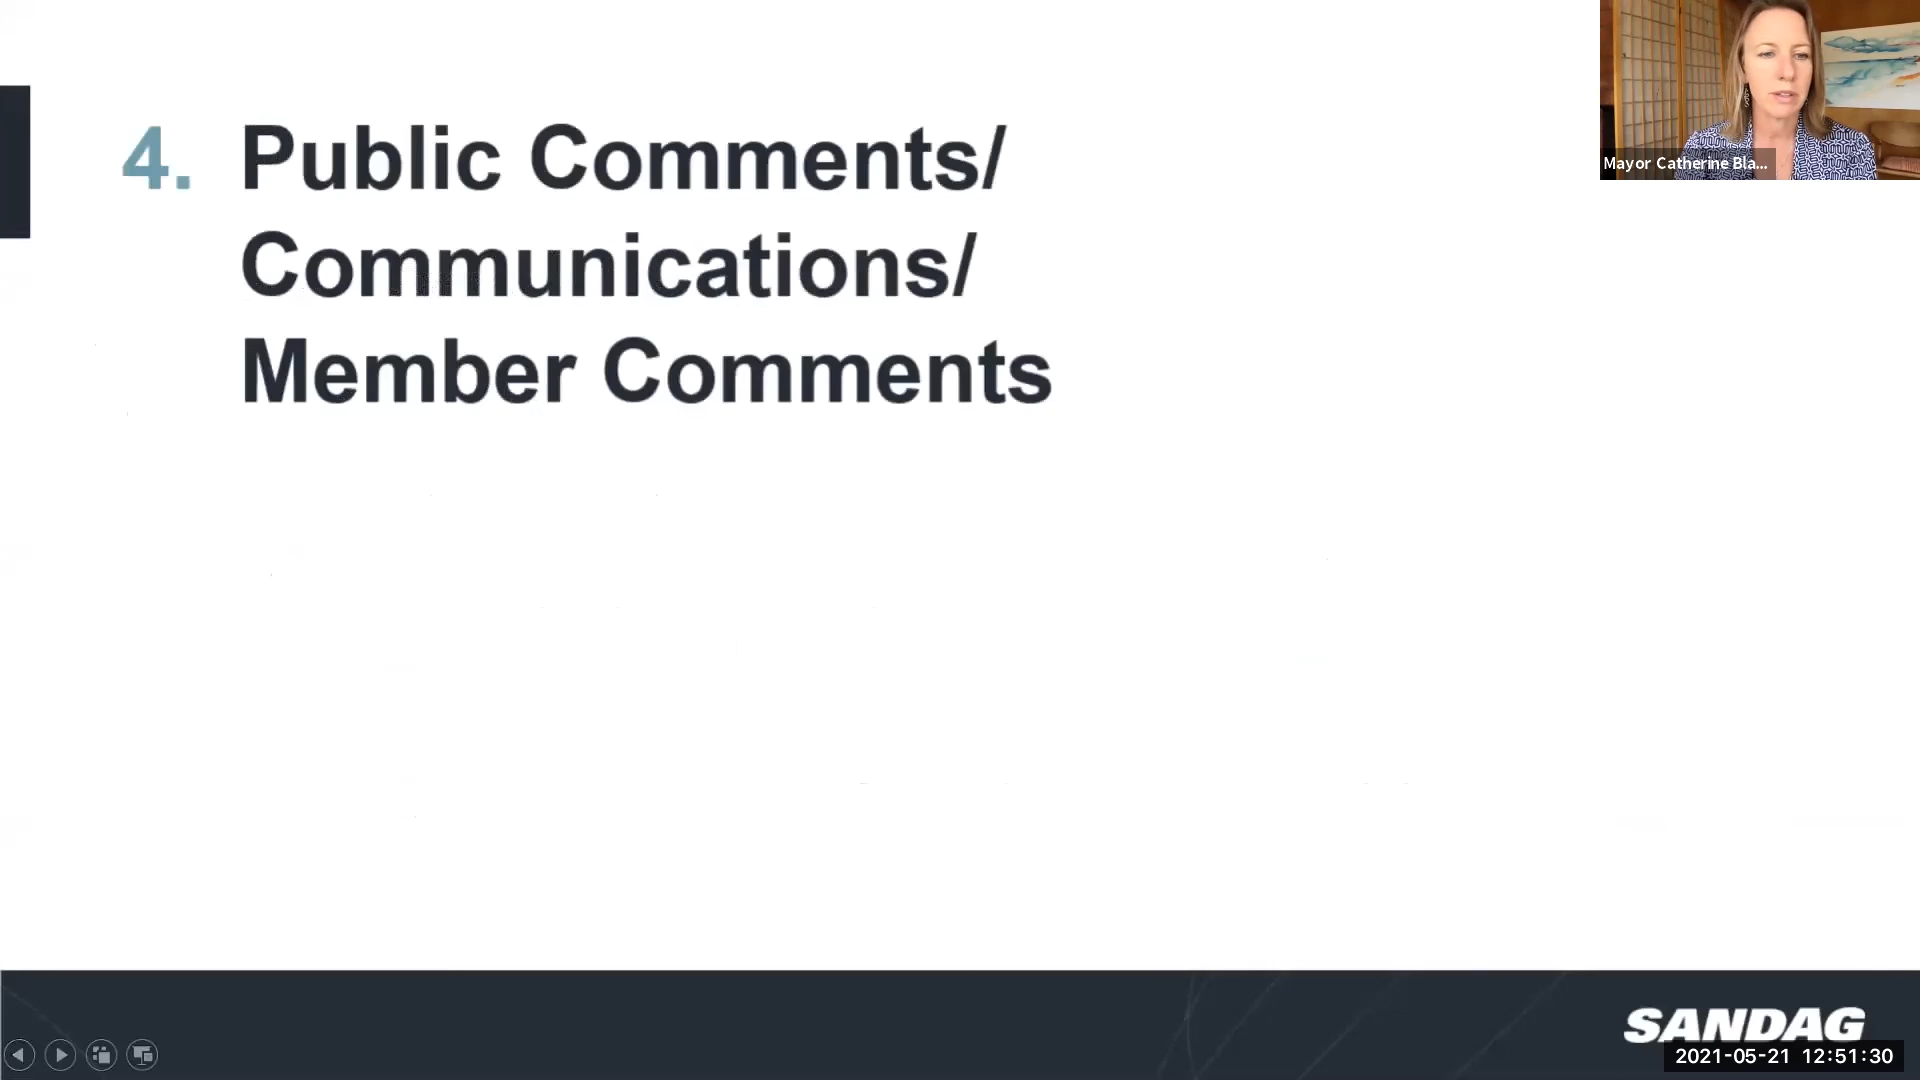 4. Public Comments/
Communications/
Member Comments
Mayor Catherine Bla...
SANDAG
2021-05-21 12:51:30